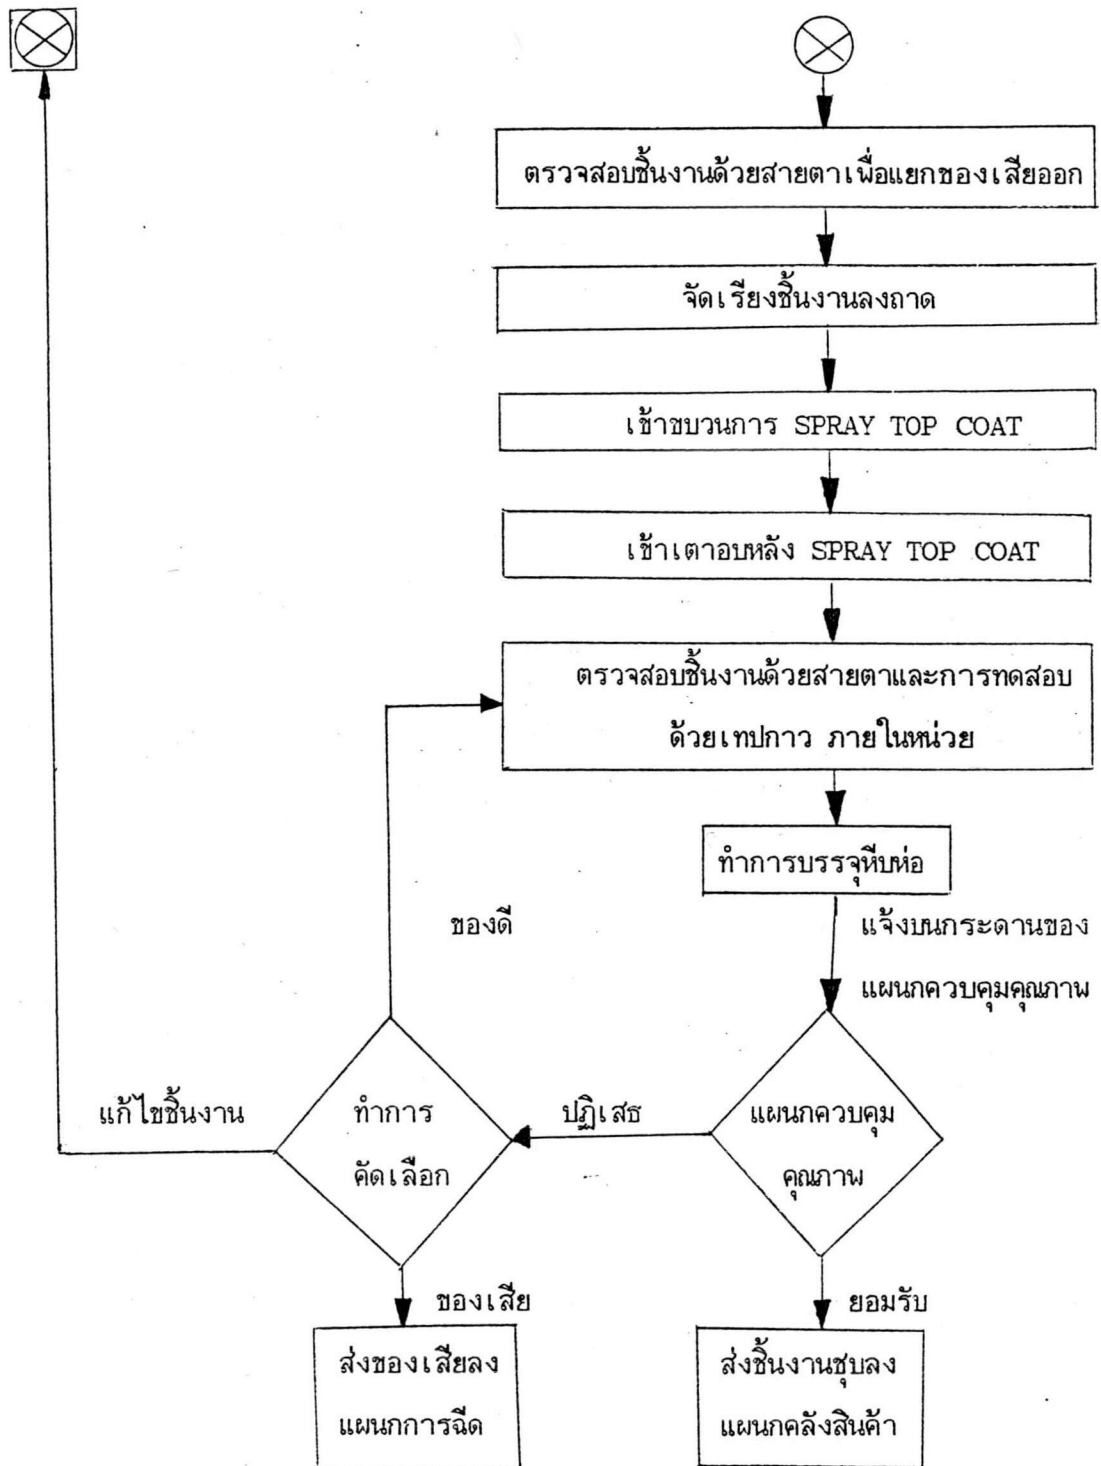 ตรวจสอบชิ้นงานด้วยสายตาเพื่อแยกของเสียออก
จัดเรียงชิ้นงานลงถาด
เข้าขบวนการ SPRAY TOP COAT
เข้าเตาอบหลัง SPRAY TOP COAT
ตรวจสอบชิ้นงานด้วยสายตาและการทดสอบ
ด้วยเทปกาว ภายในหน่วย
ทำการบรรจุหีบห่อ
ของดี
แจ้งบนกระดานของ
แผนกควบคุมคุณภาพ
แก้ไขชิ้นงาน
ทำการ
คัดเลือก
ปฏิเสธ
แผนกควบคุม
คุณภาพ
ของเสีย
ยอมรับ
ส่งของเสียลง
แผนกการฉีด
ส่งชิ้นงานชุบลง
แผนกคลังสินค้า